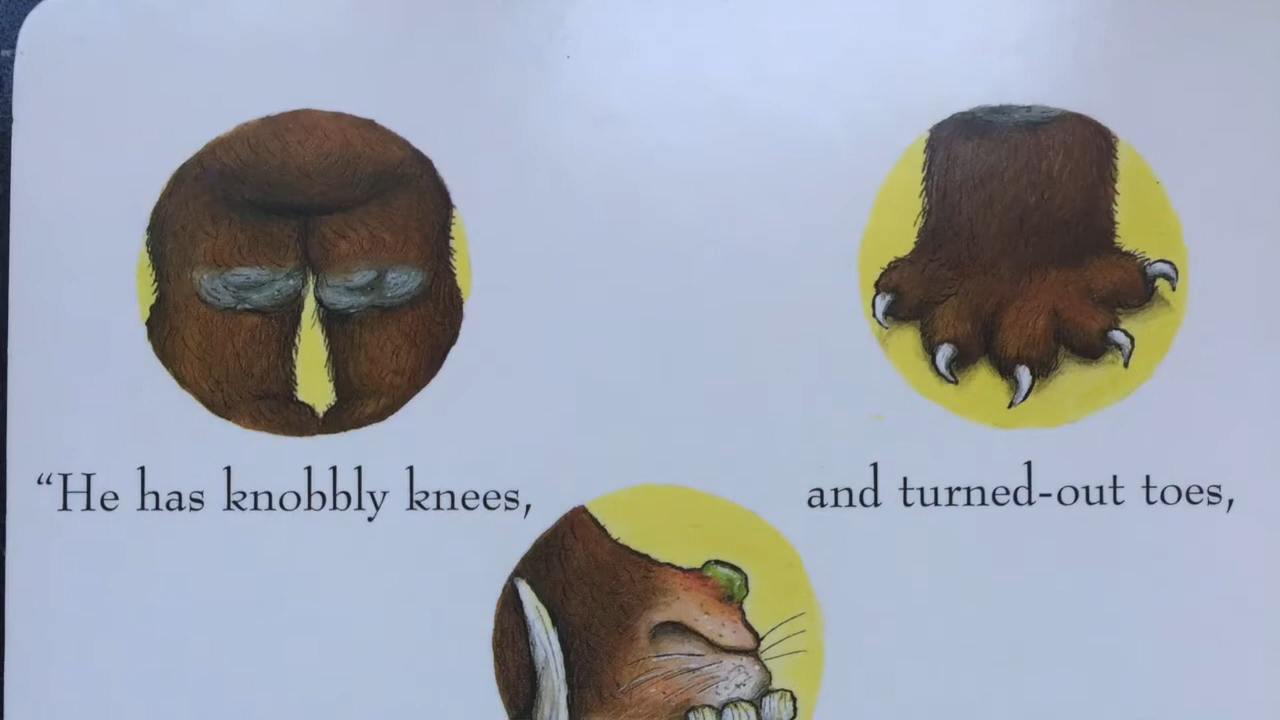 “He has knobbly knees,
and turned-out toes,